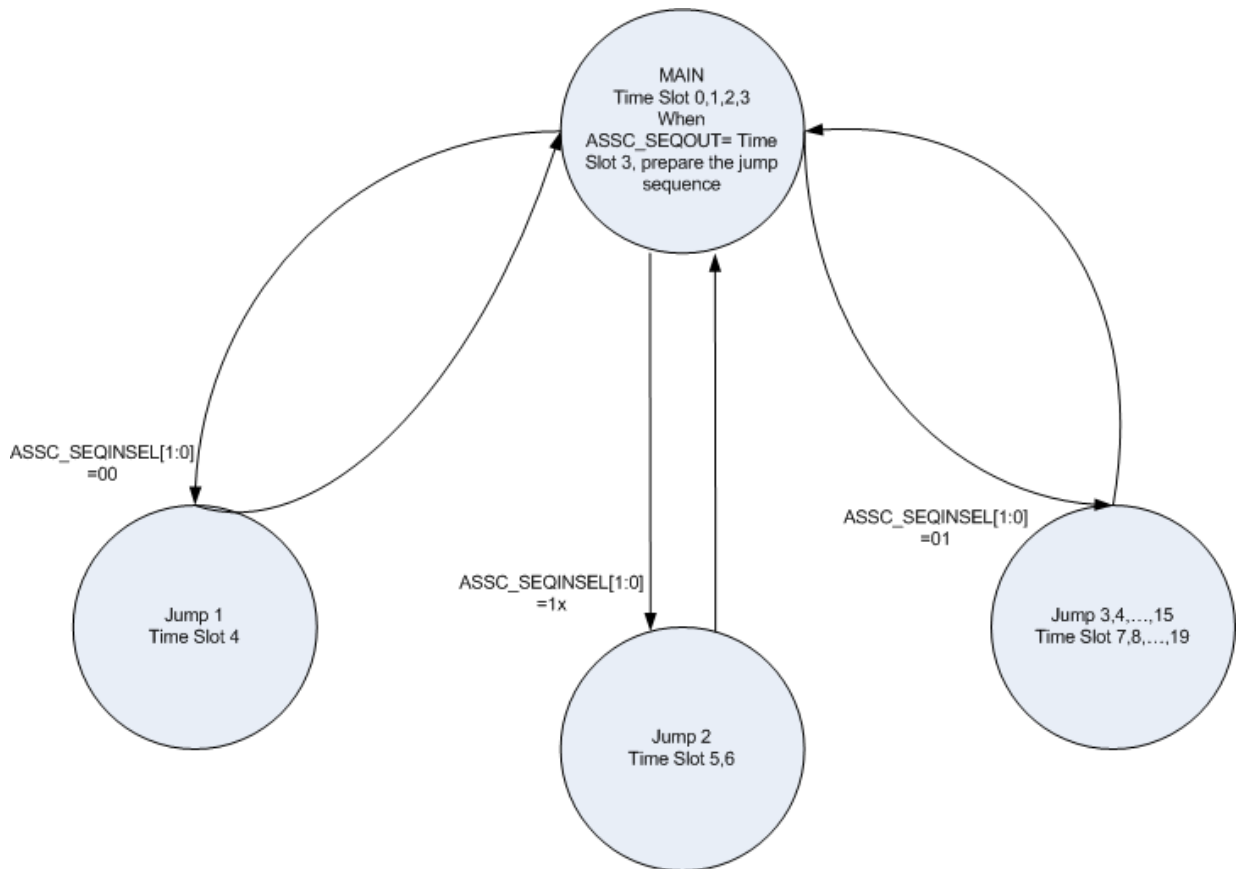 MAIN
Time Slot 0,1,2,3
When
ASSC_SEQOUT= Time
Slot 3, prepare the jump
sequence
ASSC_SEQINSEL[1:0]
=00
Jump 1
Time Slot 4
ASSC_SEQINSEL[1:0]
=1x
Jump 2
Time Slot 5,6
ASSC_SEQINSEL[1:0]
=01
Jump 3,4,…,15
Time Slot 7,8,…,19